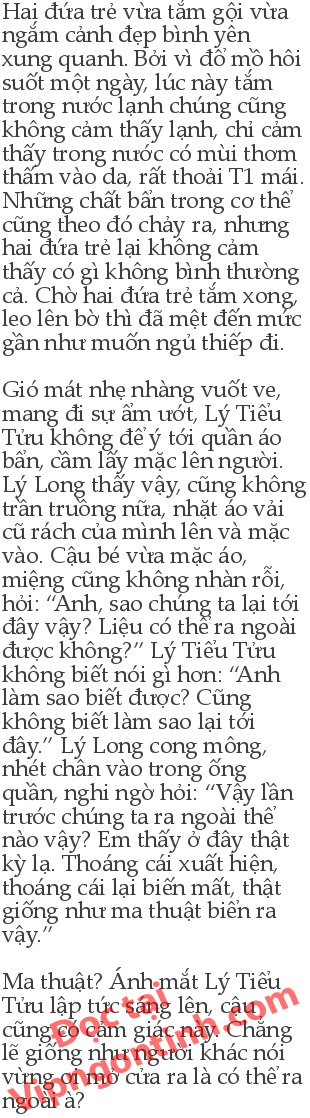 Hai đứa trẻ vừa tắm gội vừa
ngắm cảnh đẹp bình yên
xung quanh. Bởi vì đổ mồ hôi
suốt một ngày, lúc này tắm
trong nước lạnh chúng cũng
không cảm thấy lạnh, chỉ cảm
thấy trong nước có mùi thơm
thấm vào da, rất thoải T1 mái.
Những chất bẩn trong cơ thể
cũng theo đó chảy ra, nhưng
hai đứa trẻ lại không cảm
thấy có gì không bình thường
cả. Chờ hai đứa trẻ tắm xong,
leo lên bờ thì đã mệt đến mức
gần như muốn ngủ thiếp đi.
Gió mát nhẹ nhàng vuốt ve,
mang đi sự ẩm ướt, Lý Tiểu
Tửu không để ý tới quần áo
bẩn, cầm lấy mặc lên người.
Lý Long thấy vậy, cũng không
trần truồng nữa, nhặt áo vải
cũ rách của mình lên và mặc
vào. Cậu bé vừa mặc áo,
miệng cũng không nhàn rỗi,
hỏi: “Anh, sao chúng ta lại tới
đây vậy? Liệu có thể ra ngoài
được không?” Lý Tiểu Tửu
không biết nói gì hơn: “Anh
làm sao biết được? Cũng
không biết làm sao lại tới
đây.” Lý Long cong mông,
nhét chân vào trong ống
quần, nghi ngờ hỏi: “Vậy lần
trước chúng ta ra ngoài thế
nào vậy? Em thấy ở đây thật
kỳ lạ. Thoáng cái xuất hiện,
thoáng cái lại biến mất, thật
giống như ma thuật biển ra
vậy.”
Ma thuật? Ánh mắt Lý Tiểu
Tửu lập tức sáng lên, cậu
cũng có cảm giác này. Chẳng
lẽ giống như người khác nói
vừng ơi mở cửa ra là có thể ra
ngoài à?
Đọc tại
Vipngontinh.com